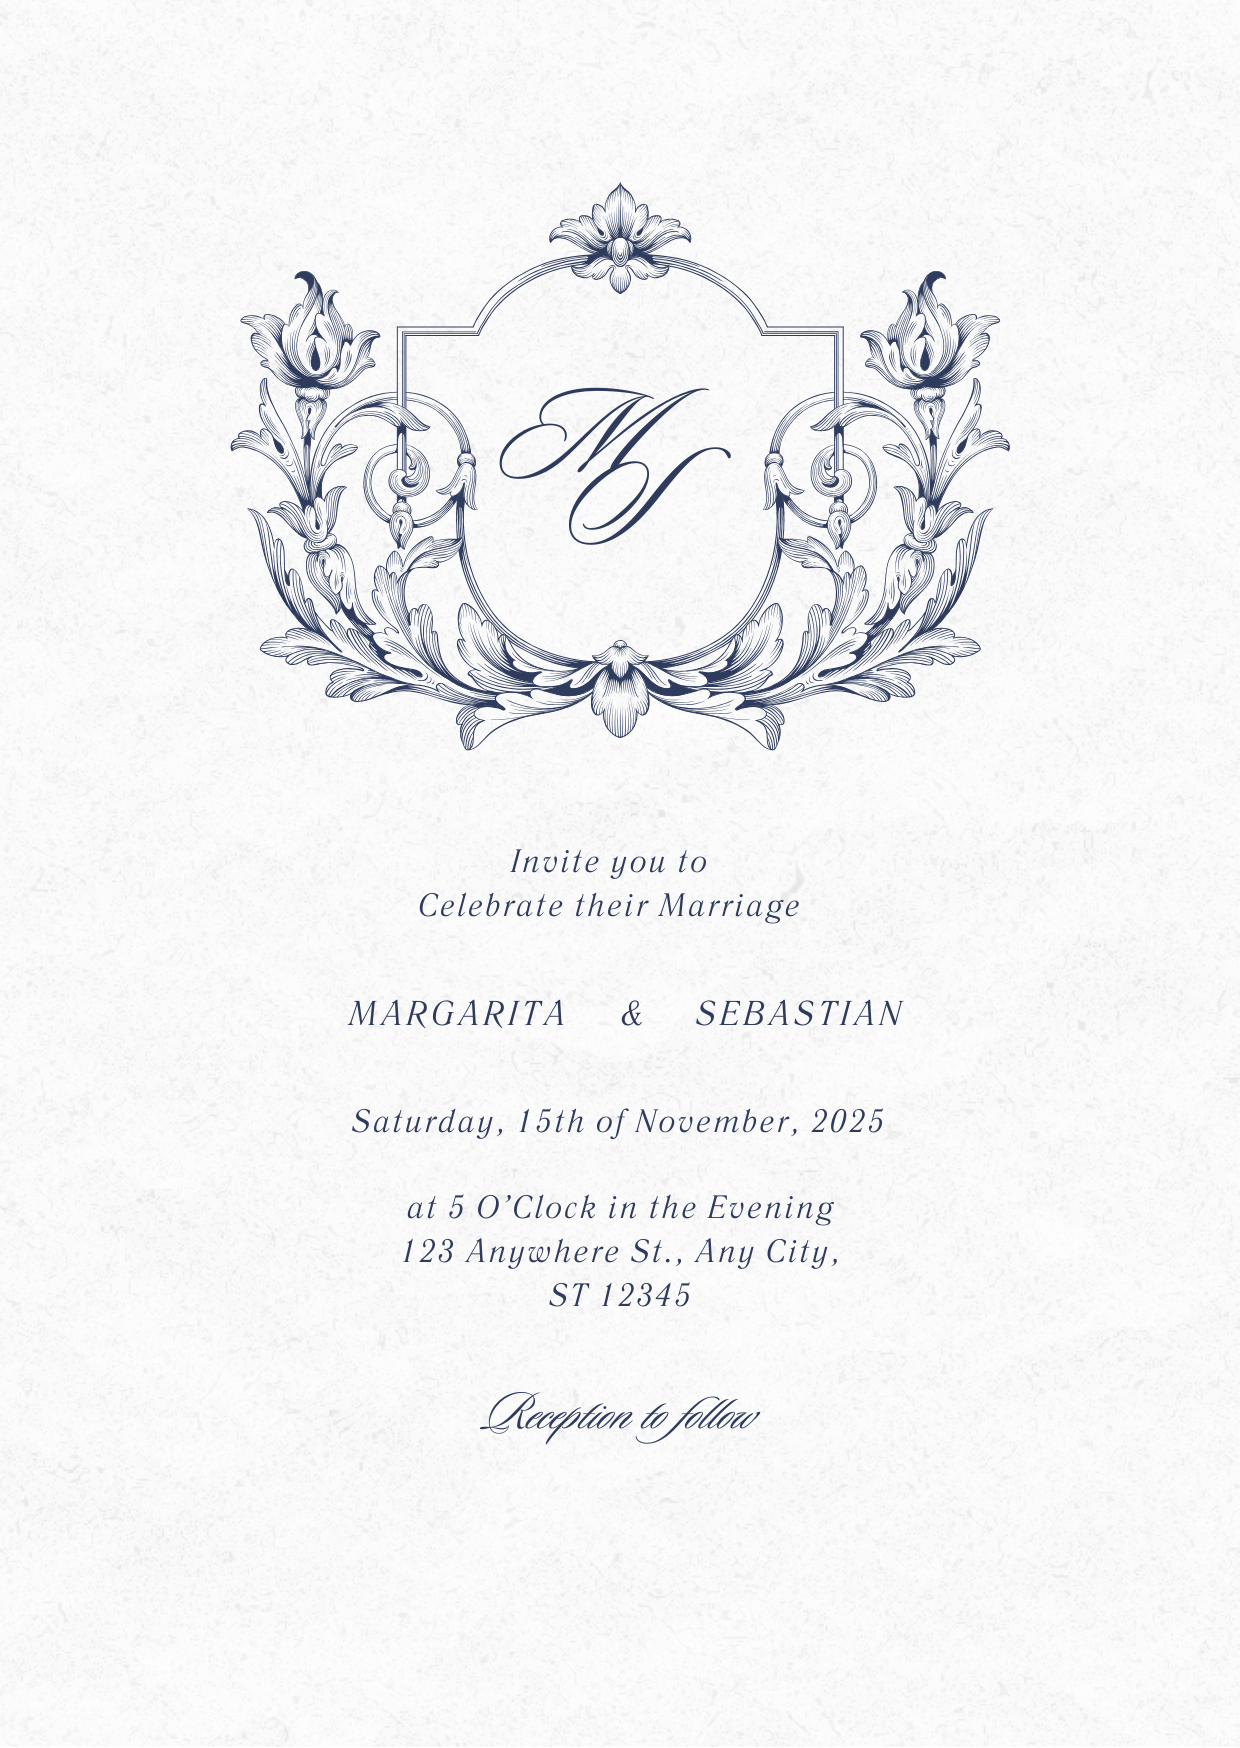 M
S
Invite you to
Celebrate their Marriage
MARGARITA & SEBASTIAN
Saturday, 15th of November, 2025
at 5 O’Clock in the Evening
123 Anywhere St., Any City,
ST 12345
Reception to follow